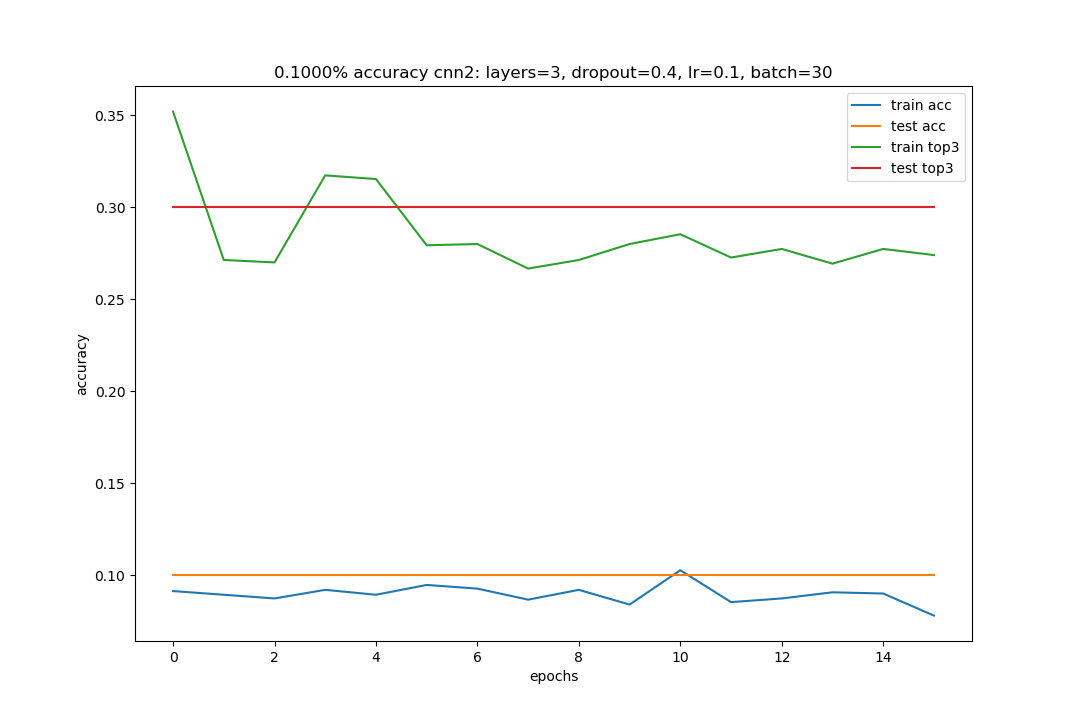 0.1000% accuracy cnn2: layers=3, dropout=0.4, lr=0.1, batch=30
train acc
test acc
train top3
test top3
0.35
0.30
0.25
0.20
0.15
0.10
accuracy
0 2 4 6 8 10 12 14
epochs